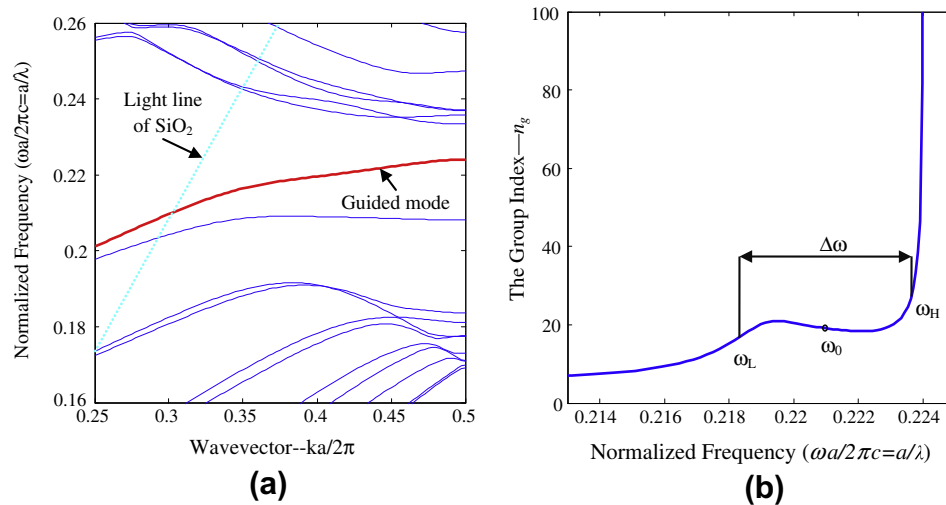 0.26
0.24
0.22
0.2
0.18
0.16
Normalized Frequency (ωa/2πc=a/λ)
Light line
of SiO₂
Guided mode
0.25 0.3 0.35 0.4 0.45 0.5
Wavevector--ka/2π
(a)
100
80
60
40
20
0
The Group Index—n_g
Δω
ω_L
ω_0
ω_H
0.214 0.216 0.218 0.22 0.222 0.224
Normalized Frequency (ωa/2πc=a/λ)
(b)